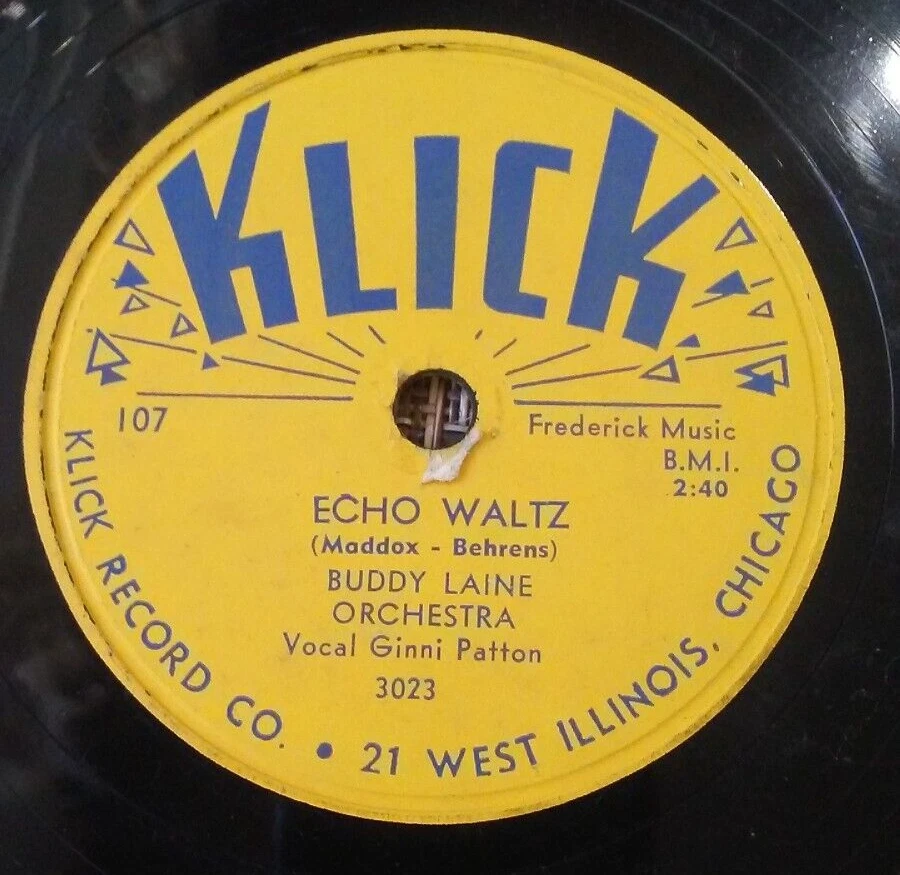 KLICK
107
Frederick Music
B.M.I.
2:40
ECHO WALTZ
(Maddox - Behrens)
BUDDY LAINE
ORCHESTRA
Vocal Ginni Patton
3023
KLICK RECORD CO. • 21 WEST ILLINOIS, CHICAGO